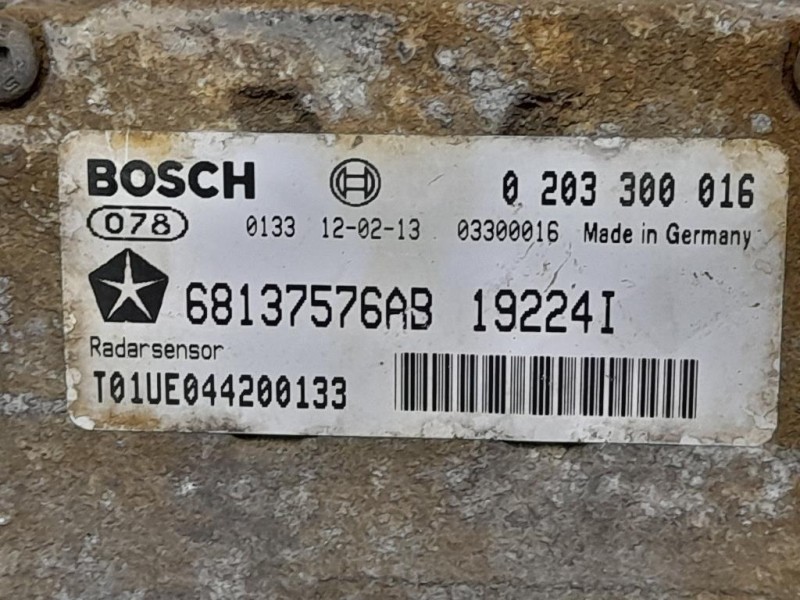 BOSCH 0 203 300 016
078 0133 12-02-13 03300016 Made in Germany
68137576AB 19224I
Radarsensor
T01UE044200133